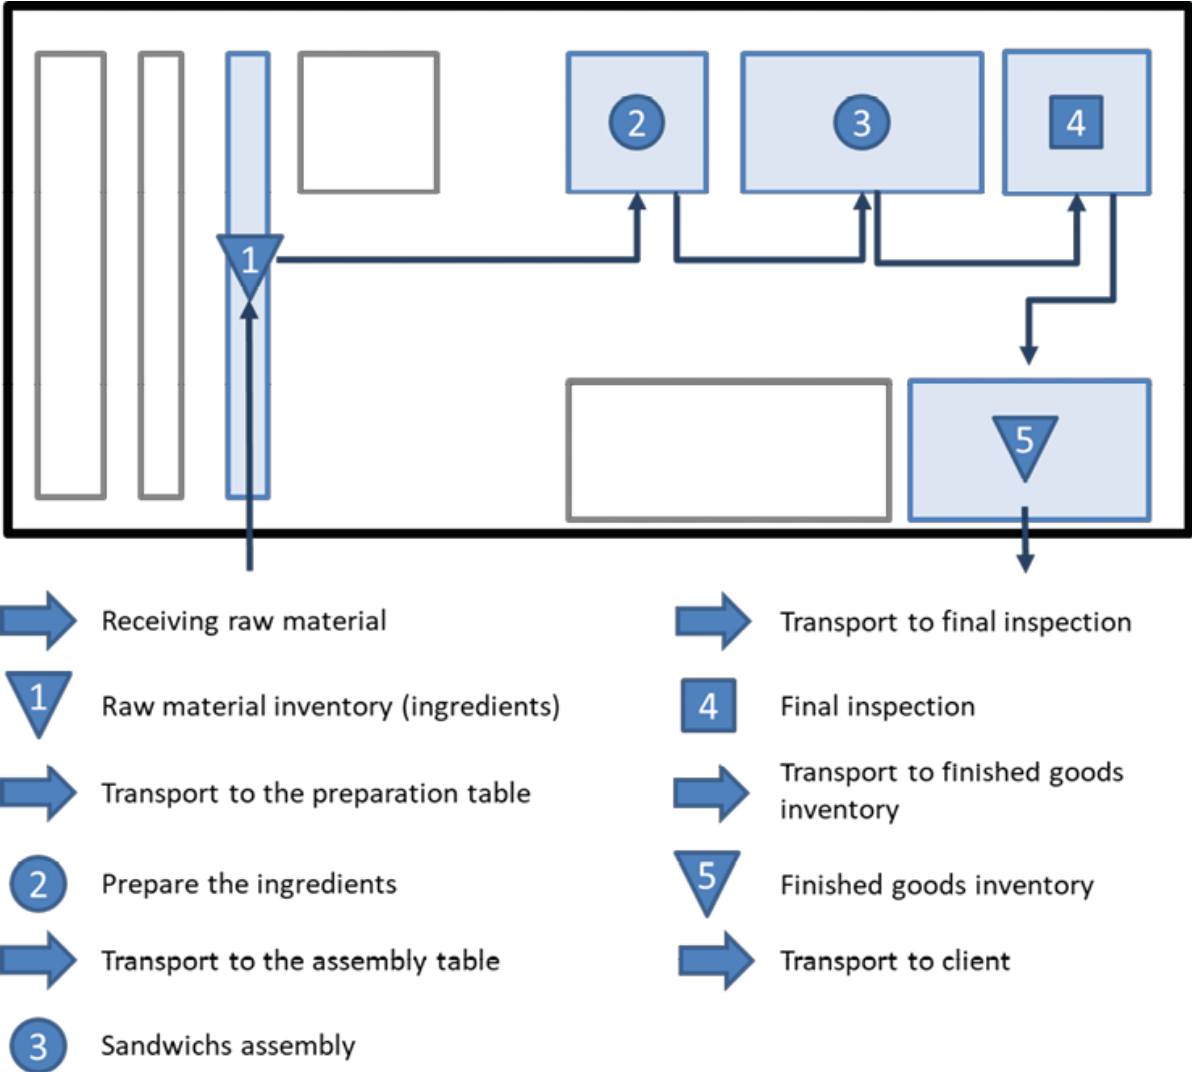 2
3
4
1
5
Receiving raw material
1
Raw material inventory (ingredients)
Transport to the preparation table
2
Prepare the ingredients
Transport to the assembly table
3
Sandwichs assembly
Transport to final inspection
4
Final inspection
Transport to finished goods
inventory
5
Finished goods inventory
Transport to client